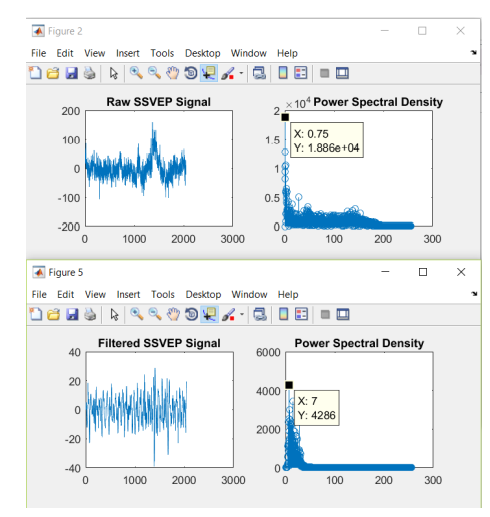 Figure 2
File Edit View Insert Tools Desktop Window Help
Raw SSVEP Signal
200
100
0
-100
-200
0 1000 2000 3000
×10^4 Power Spectral Density
2
1.5
1
0.5
0
X: 0.75
Y: 1.886e+04
0 100 200 300
Figure 5
File Edit View Insert Tools Desktop Window Help
Filtered SSVEP Signal
40
20
0
-20
-40
0 1000 2000 3000
Power Spectral Density
6000
4000
2000
0
X: 7
Y: 4286
0 100 200 300